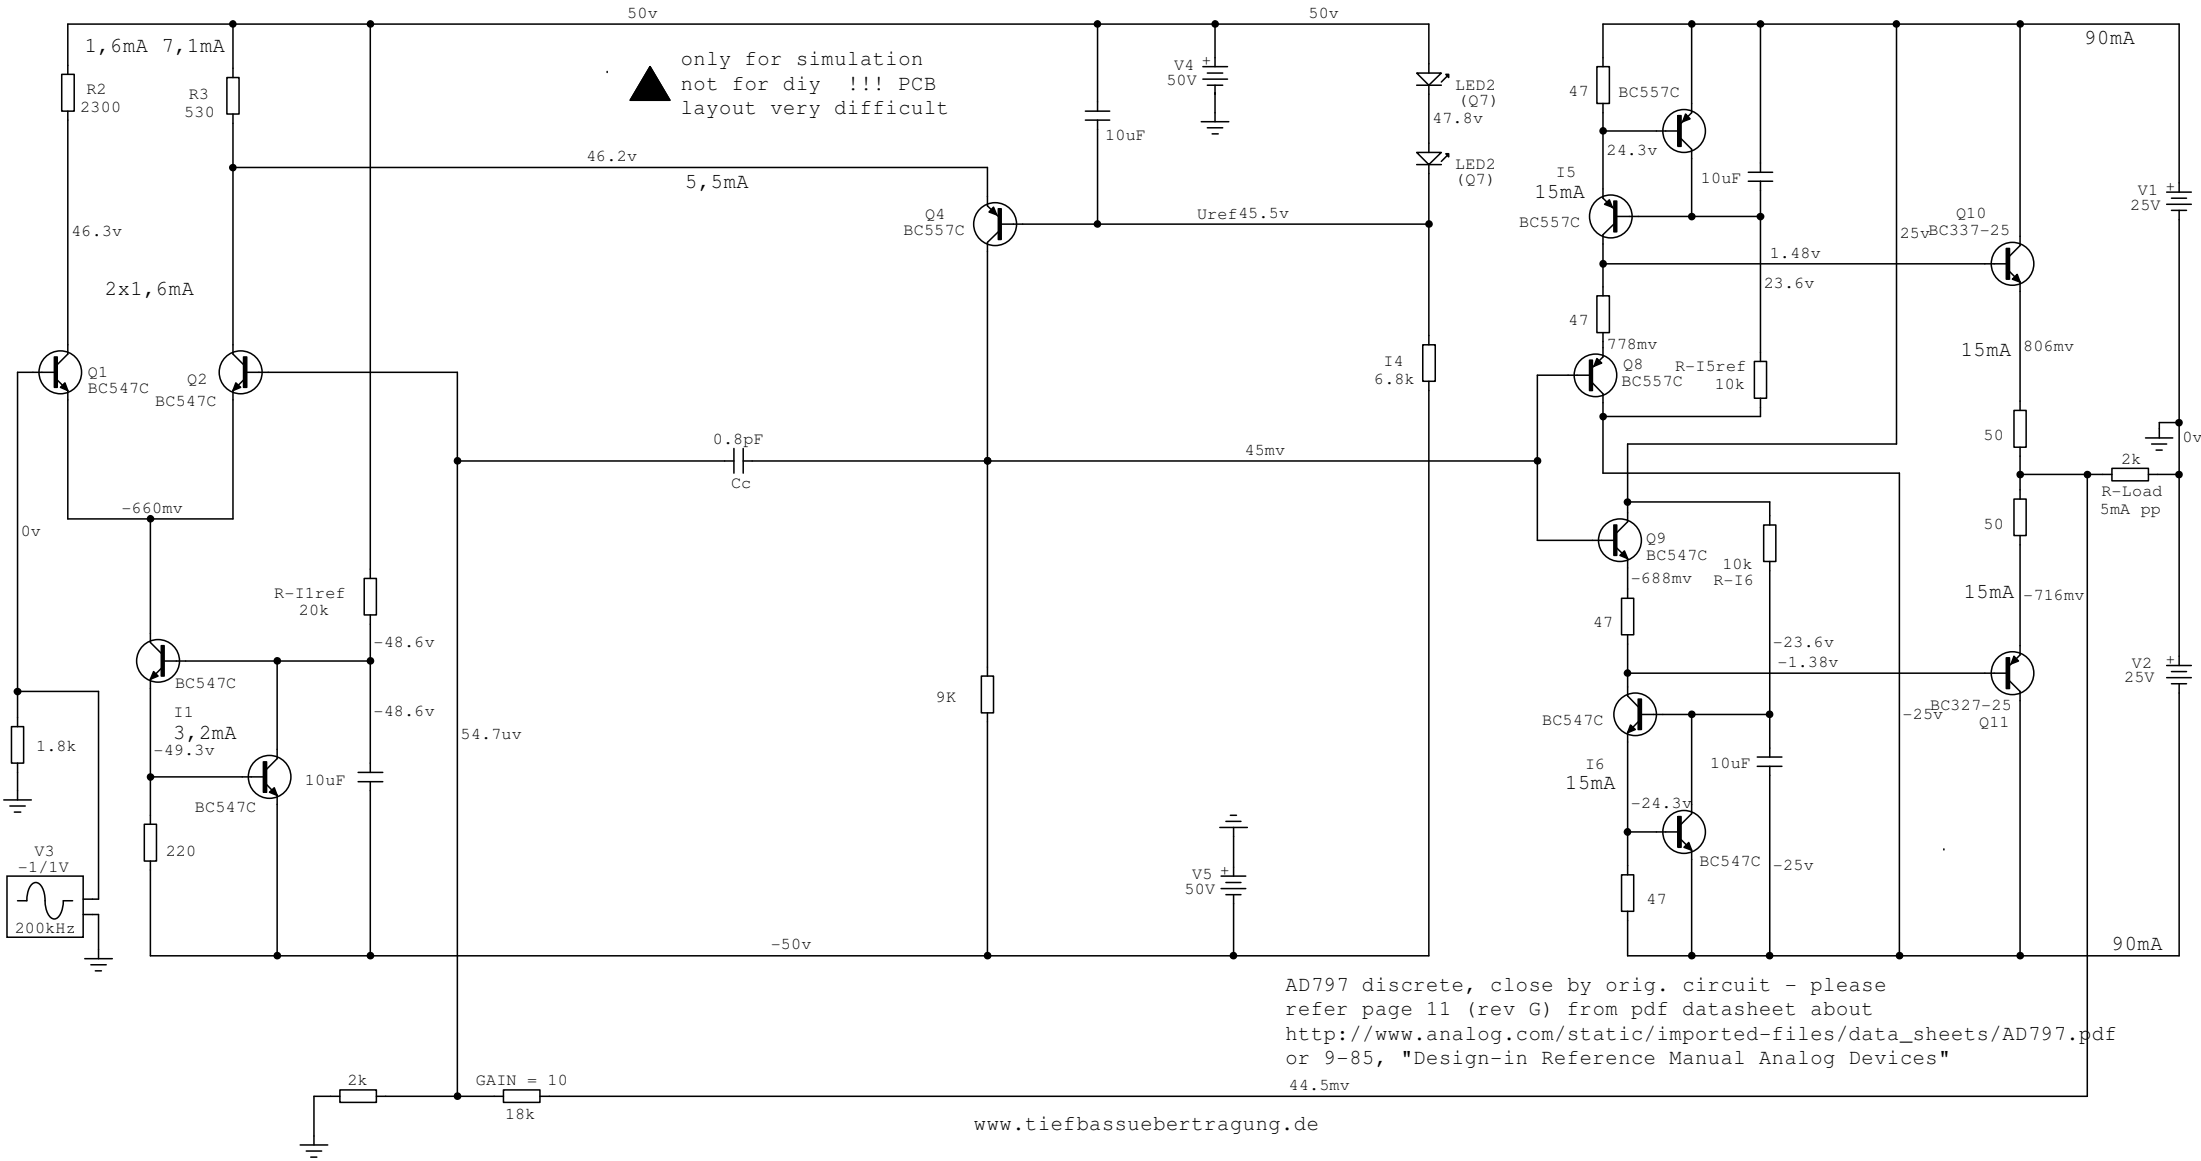 50v
50v
1,6mA
7,1mA
R2
2300
R3
530
only for simulation
not for diy  !!! PCB
layout very difficult
V4
50V
+
10uF
LED2
(Q7)
47.8v
LED2
(Q7)
46.2v
5,5mA
Q4
BC557C
Uref45.5v
46.3v
2x1,6mA
Q1
BC547C
Q2
BC547C
I4
6.8k
0.8pF
Cc
45mv
-660mv
0v
R-I1ref
20k
-48.6v
BC547C
I1
3,2mA
-49.3v
-48.6v
54.7uv
1.8k
10uF
BC547C
220
V3
-1/1V
200kHz
9K
V5
50V
+
-50v
47
BC557C
24.3v
I5
15mA
BC557C
10uF
90mA
V1
25V
+
Q10
BC337-25
25v
1.48v
23.6v
47
778mv
Q8
BC557C
R-I5ref
10k
15mA
806mv
50
0v
2k
R-Load
5mA pp
50
Q9
BC547C
-688mv
10k
R-I6
15mA
-716mv
47
-23.6v
-1.38v
V2
25V
+
BC547C
-25v
BC327-25
Q11
I6
15mA
10uF
-24.3v
BC547C
-25v
47
90mA
AD797 discrete, close by orig. circuit - please
refer page 11 (rev G) from pdf datasheet about
http://www.analog.com/static/imported-files/data_sheets/AD797.pdf
or 9-85, "Design-in Reference Manual Analog Devices"
2k
GAIN = 10
18k
44.5mv
www.tiefbassuebertragung.de